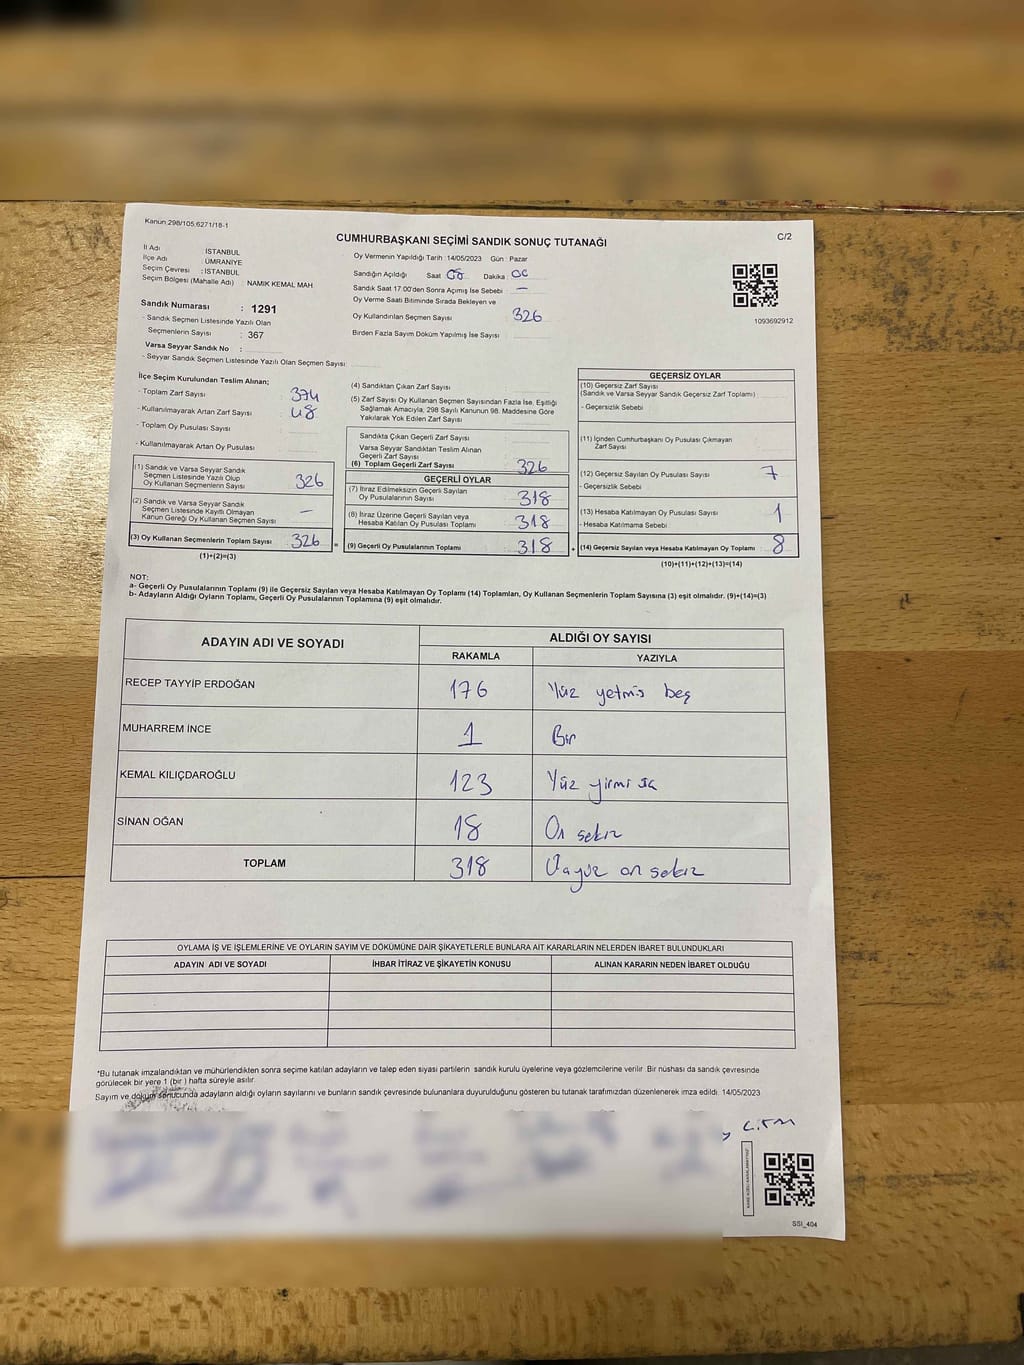 Kanun:298/105,6271/18-1
C/2
CUMHURBAŞKANI SEÇİMİ SANDIK SONUÇ TUTANAĞI
İl Adı : İSTANBUL
İlçe Adı : ÜMRANİYE
Seçim Çevresi : İSTANBUL
Seçim Bölgesi (Mahalle Adı) : NAMIK KEMAL MAH
Sandık Numarası : 1291
- Sandık Seçmen Listesinde Yazılı Olan
Seçmenlerin Sayısı : 367
Varsa Seyyar Sandık No :
- Seyyar Sandık Seçmen Listesinde Yazılı Olan Seçmen Sayısı:
Oy Vermenin Yapıldığı Tarih : 14/05/2023 Gün : Pazar
Sandığın Açıldığı Saat 08 Dakika 00
Sandık Saat 17.00'den Sonra Açımış İse Sebebi —
Oy Verme Saati Bitiminde Sırada Bekleyen ve
Oy Kullandırılan Seçmen Sayısı 326
Birden Fazla Sayım Döküm Yapılmış İse Sayısı
1093692912
İlçe Seçim Kurulundan Teslim Alınan;
- Toplam Zarf Sayısı 374
- Kullanılmayarak Artan Zarf Sayısı 48
- Toplam Oy Pusulası Sayısı
- Kullanılmayarak Artan Oy Pusulası
(1) Sandık ve Varsa Seyyar Sandık
Seçmen Listesinde Yazılı Olup
Oy Kullanan Seçmen Sayısı 326
(2) Sandık ve Varsa Seyyar Sandık
Seçmen Listesinde Kayıtlı Olmayan
Kanun Gereği Oy Kullanan Seçmen Sayısı —
(3) Oy Kullanan Seçmenlerin Toplam Sayısı 326 =
(1)+(2)=(3)
(4) Sandıktan Çıkan Zarf Sayısı
(5) Zarf Sayısı Oy Kullanan Seçmen Sayısından Fazla İse, Eşitliği
Sağlamak Amacıyla, 298 Sayılı Kanunun 98. Maddesine Göre
Yakılarak Yok Edilen Zarf Sayısı
Sandıkta Çıkan Geçerli Zarf Sayısı
Varsa Seyyar Sandıktan Teslim Alınan
Geçerli Zarf Sayısı
(6) Toplam Geçerli Zarf Sayısı 326
GEÇERLİ OYLAR
(7) İtiraz Edilmeksizin Geçerli Sayılan
Oy Pusulalarının Sayısı 318
(8) İtiraz Üzerine Geçerli Sayılan veya
Hesaba Katılan Oy Pusulası Toplamı 318
(9) Geçerli Oy Pusulalarının Toplamı 318 +
GEÇERSİZ OYLAR
(10) Geçersiz Zarf Sayısı
(Sandık ve Varsa Seyyar Sandık Geçersiz Zarf Toplamı)
- Geçersizlik Sebebi
(11) İçinden Cumhurbaşkanı Oy Pusulası Çıkmayan
Zarf Sayısı
(12) Geçersiz Sayılan Oy Pusulası Sayısı 7
- Geçersizlik Sebebi
(13) Hesaba Katılmayan Oy Pusulası Sayısı 1
- Hesaba Katılmama Sebebi
(14) Geçersiz Sayılan veya Hesaba Katılmayan Oy Toplamı 8
(10)+(11)+(12)+(13)=(14)
NOT:
a- Geçerli Oy Pusulalarının Toplamı (9) ile Geçersiz Sayılan veya Hesaba Katılmayan Oy Toplamı (14) Toplamları, Oy Kullanan Seçmenlerin Toplam Sayısına (3) eşit olmalıdır. (9)+(14)=(3)
b- Adayların Aldığı Oyların Toplamı, Geçerli Oy Pusulalarının Toplamına (9) eşit olmalıdır.
ADAYIN ADI VE SOYADI ALDIĞI OY SAYISI
RAKAMLA YAZIYLA
RECEP TAYYİP ERDOĞAN 176 Yüz yetmiş beş
MUHARREM İNCE 1 Bir
KEMAL KILIÇDAROĞLU 123 Yüz yirmi
SİNAN OĞAN 18 On sekiz
TOPLAM 318 Üçyüz on sekiz
OYLAMA İŞ VE İŞLEMLERİNE VE OYLARIN SAYIM VE DÖKÜMÜNE DAİR ŞİKAYETLERLE BUNLARA AİT KARARLARIN NELERDEN İBARET BULUNDUKLARI
ADAYIN ADI VE SOYADI İHBAR İTİRAZ VE ŞİKAYETİN KONUSU ALINAN KARARIN NEDEN İBARET OLDUĞU
*Bu tutanak imzalandıktan ve mühürlendikten sonra seçime katılan adayların ve talep eden siyasi partilerin sandık kurulu üyelerine veya gözlemcilerine verilir. Bir nüshası da sandık çevresinde
görülecek bir yere 1 (bir ) hafta süreyle asılır.
Sayım ve döküm sonucunda adayların aldığı oyların sayılarını ve bunların sandık çevresinde bulunanlara duyurulduğunu gösteren bu tutanak tarafımızdan düzenlenerek imza edildi. 14/05/2023
SSI_404